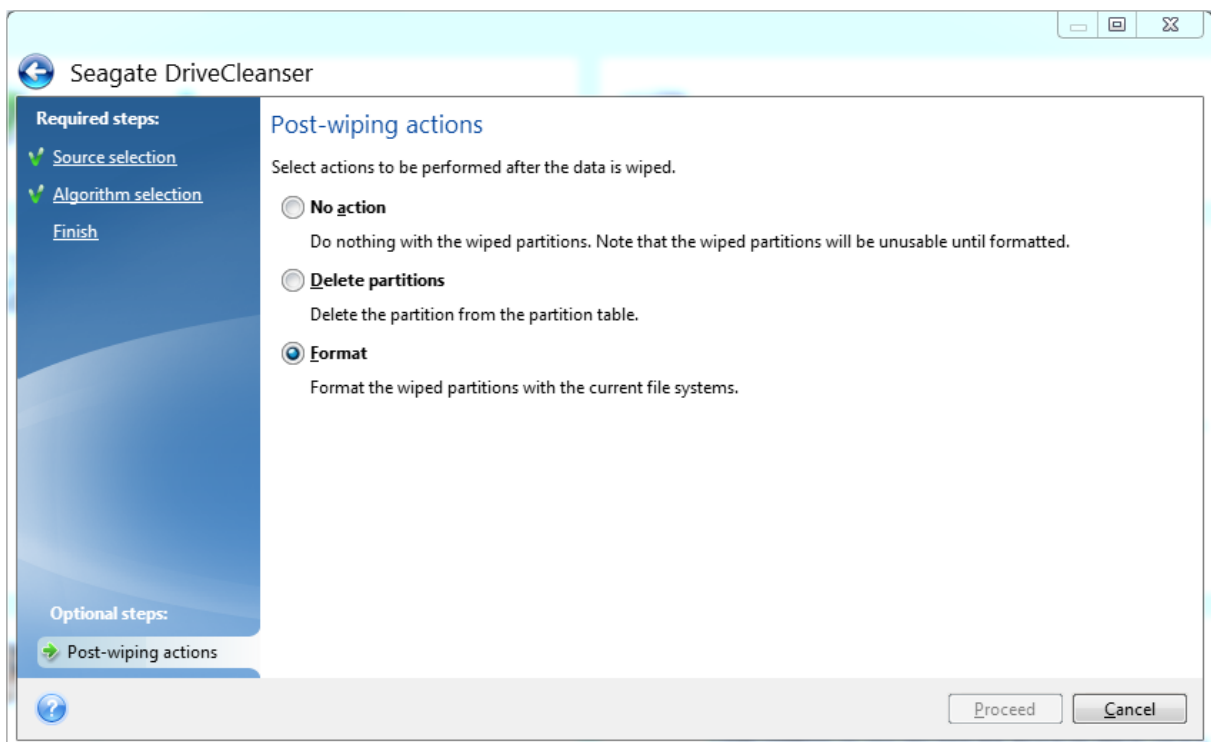 Seagate DriveCleanser
Required steps:
Source selection
Algorithm selection
Finish
Optional steps:
Post-wiping actions
Post-wiping actions
Select actions to be performed after the data is wiped.
No action
Do nothing with the wiped partitions. Note that the wiped partitions will be unusable until formatted.
Delete partitions
Delete the partition from the partition table.
Format
Format the wiped partitions with the current file systems.
?
Proceed
Cancel